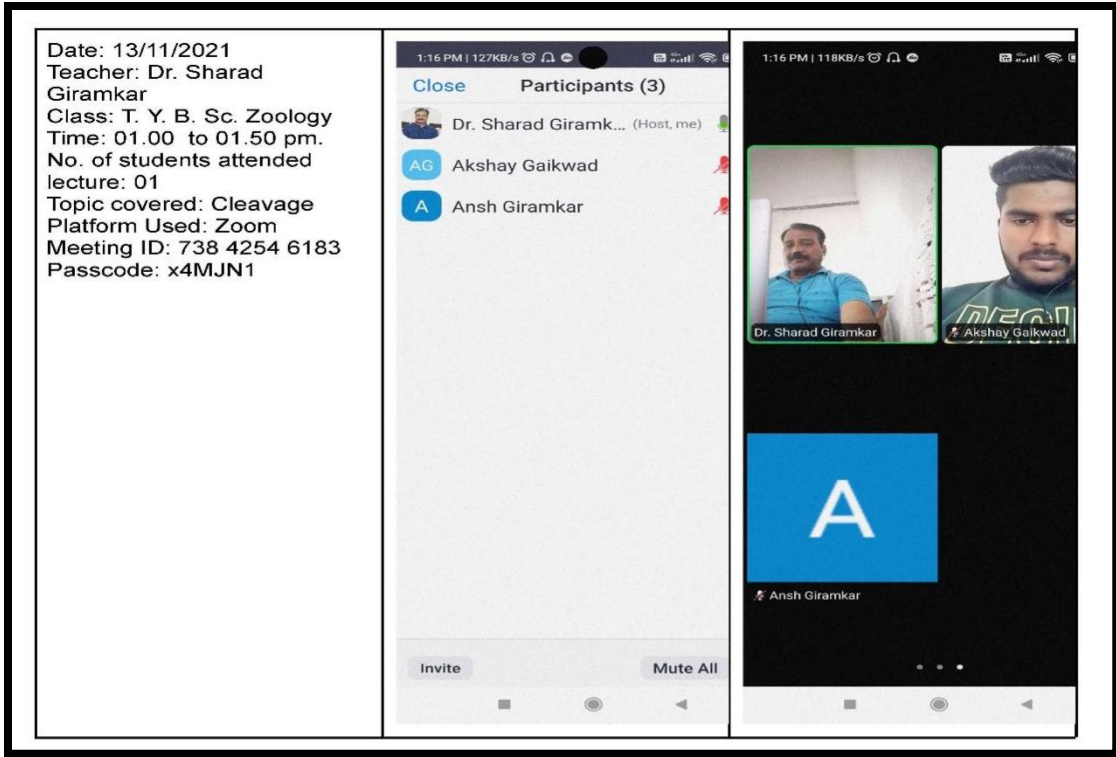 Date: 13/11/2021
Teacher: Dr. Sharad
Giramkar
Class: T. Y. B. Sc. Zoology
Time: 01.00 to 01.50 pm.
No. of students attended
lecture: 01
Topic covered: Cleavage
Platform Used: Zoom
Meeting ID: 738 4254 6183
Passcode: x4MJN1
1:16 PM | 127KB/s
Close Participants (3)
Dr. Sharad Giramk... (Host, me)
AG Akshay Gaikwad
A Ansh Giramkar
Invite Mute All
1:16 PM | 118KB/s
Dr. Sharad Giramkar
Akshay Gaikwad
A
Ansh Giramkar